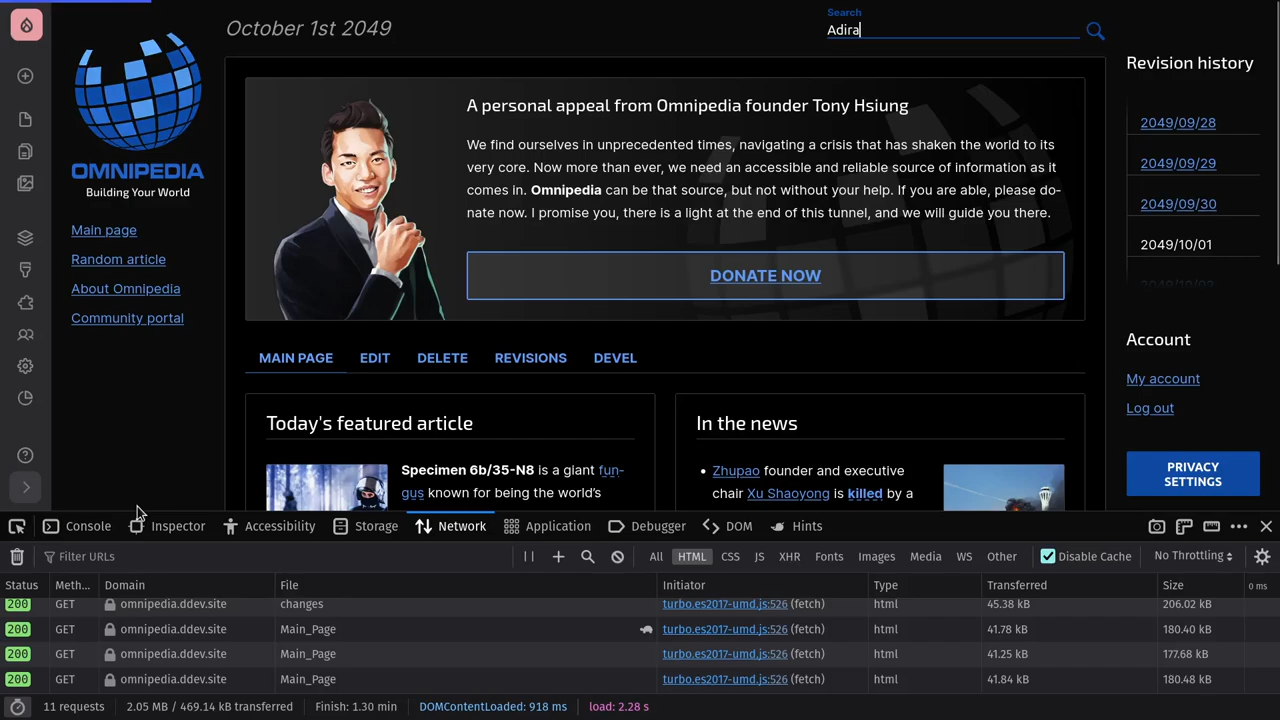 October 1st 2049
Search
Adira
OMNIPEDIA
Building Your World
Main page
Random article
About Omnipedia
Community portal
A personal appeal from Omnipedia founder Tony Hsiung
We find ourselves in unprecedented times, navigating a crisis that has shaken the world to its
very core. Now more than ever, we need an accessible and reliable source of information as it
comes in. Omnipedia can be that source, but not without your help. If you are able, please do-
nate now. I promise you, there is a light at the end of this tunnel, and we will guide you there.
DONATE NOW
MAIN PAGE EDIT DELETE REVISIONS DEVEL
Today's featured article
Specimen 6b/35-N8 is a giant fun-
gus known for being the world's
In the news
• Zhupao founder and executive
chair Xu Shaoyong is killed by a
Revision history
2049/09/28
2049/09/29
2049/09/30
2049/10/01
2049/10/02
Account
My account
Log out
PRIVACY
SETTINGS
Console Inspector Accessibility Storage Network Application Debugger DOM Hints
Filter URLs All HTML CSS JS XHR Fonts Images Media WS Other Disable Cache No Throttling
Status Meth... Domain File Initiator Type Transferred Size 0 ms
200 GET omnipedia.ddev.site changes turbo.es2017-umd.js:526 (fetch) html 45.38 kB 206.02 kB
200 GET omnipedia.ddev.site Main_Page turbo.es2017-umd.js:526 (fetch) html 41.78 kB 180.40 kB
200 GET omnipedia.ddev.site Main_Page turbo.es2017-umd.js:526 (fetch) html 41.25 kB 177.68 kB
200 GET omnipedia.ddev.site Main_Page turbo.es2017-umd.js:526 (fetch) html 41.84 kB 180.48 kB
11 requests 2.05 MB / 469.14 kB transferred Finish: 1.30 min DOMContentLoaded: 918 ms load: 2.28 s